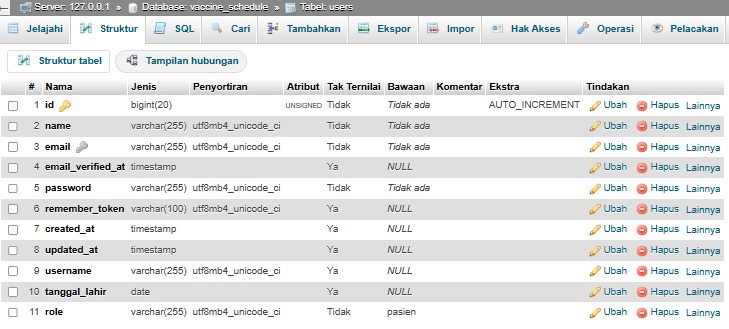 Server: 127.0.0.1 » Database: vaccine_schedule » Tabel: users
Jelajahi Struktur SQL Cari Tambahkan Ekspor Impor Hak Akses Operasi Pelacakan
Struktur tabel Tampilan hubungan
# Nama Jenis Penyortiran Atribut Tak Ternilai Bawaan Komentar Ekstra Tindakan
1 id bigint(20) UNSIGNED Tidak Tidak ada AUTO_INCREMENT Ubah Hapus Lainnya
2 name varchar(255) utf8mb4_unicode_ci Tidak Tidak ada Ubah Hapus Lainnya
3 email varchar(255) utf8mb4_unicode_ci Tidak Tidak ada Ubah Hapus Lainnya
4 email_verified_at timestamp Ya NULL Ubah Hapus Lainnya
5 password varchar(255) utf8mb4_unicode_ci Tidak Tidak ada Ubah Hapus Lainnya
6 remember_token varchar(100) utf8mb4_unicode_ci Ya NULL Ubah Hapus Lainnya
7 created_at timestamp Ya NULL Ubah Hapus Lainnya
8 updated_at timestamp Ya NULL Ubah Hapus Lainnya
9 username varchar(255) utf8mb4_unicode_ci Ya NULL Ubah Hapus Lainnya
10 tanggal_lahir date Ya NULL Ubah Hapus Lainnya
11 role varchar(255) utf8mb4_unicode_ci Tidak pasien Ubah Hapus Lainnya